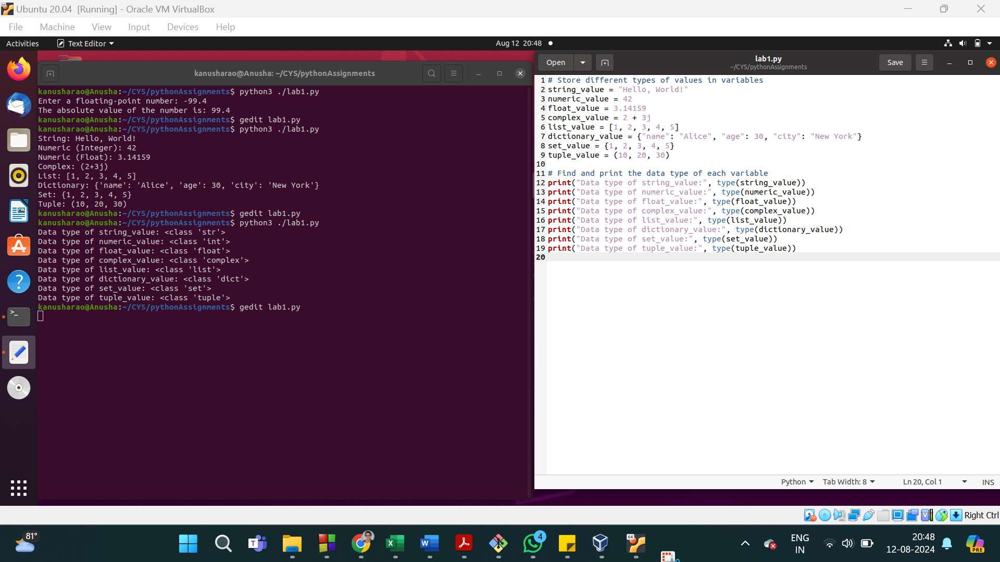 Ubuntu 20.04 [Running] - Oracle VM VirtualBox
File Machine View Input Devices Help
Activities Text Editor Aug 12 20:48
kanusharao@Anusha: ~/CYS/pythonAssignments
kanusharao@Anusha:~/CYS/pythonAssignments$ python3 ./lab1.py
Enter a floating-point number: -99.4
The absolute value of the number is: 99.4
kanusharao@Anusha:~/CYS/pythonAssignments$ gedit lab1.py
kanusharao@Anusha:~/CYS/pythonAssignments$ python3 ./lab1.py
String: Hello, World!
Numeric (Integer): 42
Numeric (Float): 3.14159
Complex: (2+3j)
List: [1, 2, 3, 4, 5]
Dictionary: {'name': 'Alice', 'age': 30, 'city': 'New York'}
Set: {1, 2, 3, 4, 5}
Tuple: (10, 20, 30)
kanusharao@Anusha:~/CYS/pythonAssignments$ gedit lab1.py
kanusharao@Anusha:~/CYS/pythonAssignments$ python3 ./lab1.py
Data type of string_value: <class 'str'>
Data type of numeric_value: <class 'int'>
Data type of float_value: <class 'float'>
Data type of complex_value: <class 'complex'>
Data type of list_value: <class 'list'>
Data type of dictionary_value: <class 'dict'>
Data type of set_value: <class 'set'>
Data type of tuple_value: <class 'tuple'>
kanusharao@Anusha:~/CYS/pythonAssignments$ gedit lab1.py
Open lab1.py Save
~/CYS/pythonAssignments
1 # Store different types of values in variables
2 string_value = "Hello, World!"
3 numeric_value = 42
4 float_value = 3.14159
5 complex_value = 2 + 3j
6 list_value = [1, 2, 3, 4, 5]
7 dictionary_value = {"name": "Alice", "age": 30, "city": "New York"}
8 set_value = {1, 2, 3, 4, 5}
9 tuple_value = (10, 20, 30)
10
11 # Find and print the data type of each variable
12 print("Data type of string_value:", type(string_value))
13 print("Data type of numeric_value:", type(numeric_value))
14 print("Data type of float_value:", type(float_value))
15 print("Data type of complex_value:", type(complex_value))
16 print("Data type of list_value:", type(list_value))
17 print("Data type of dictionary_value:", type(dictionary_value))
18 print("Data type of set_value:", type(set_value))
19 print("Data type of tuple_value:", type(tuple_value))
20
Python Tab Width: 8 Ln 20, Col 1 INS
Right Ctrl
81°
4
64
ENG
IN
20:48
12-08-2024
PRE